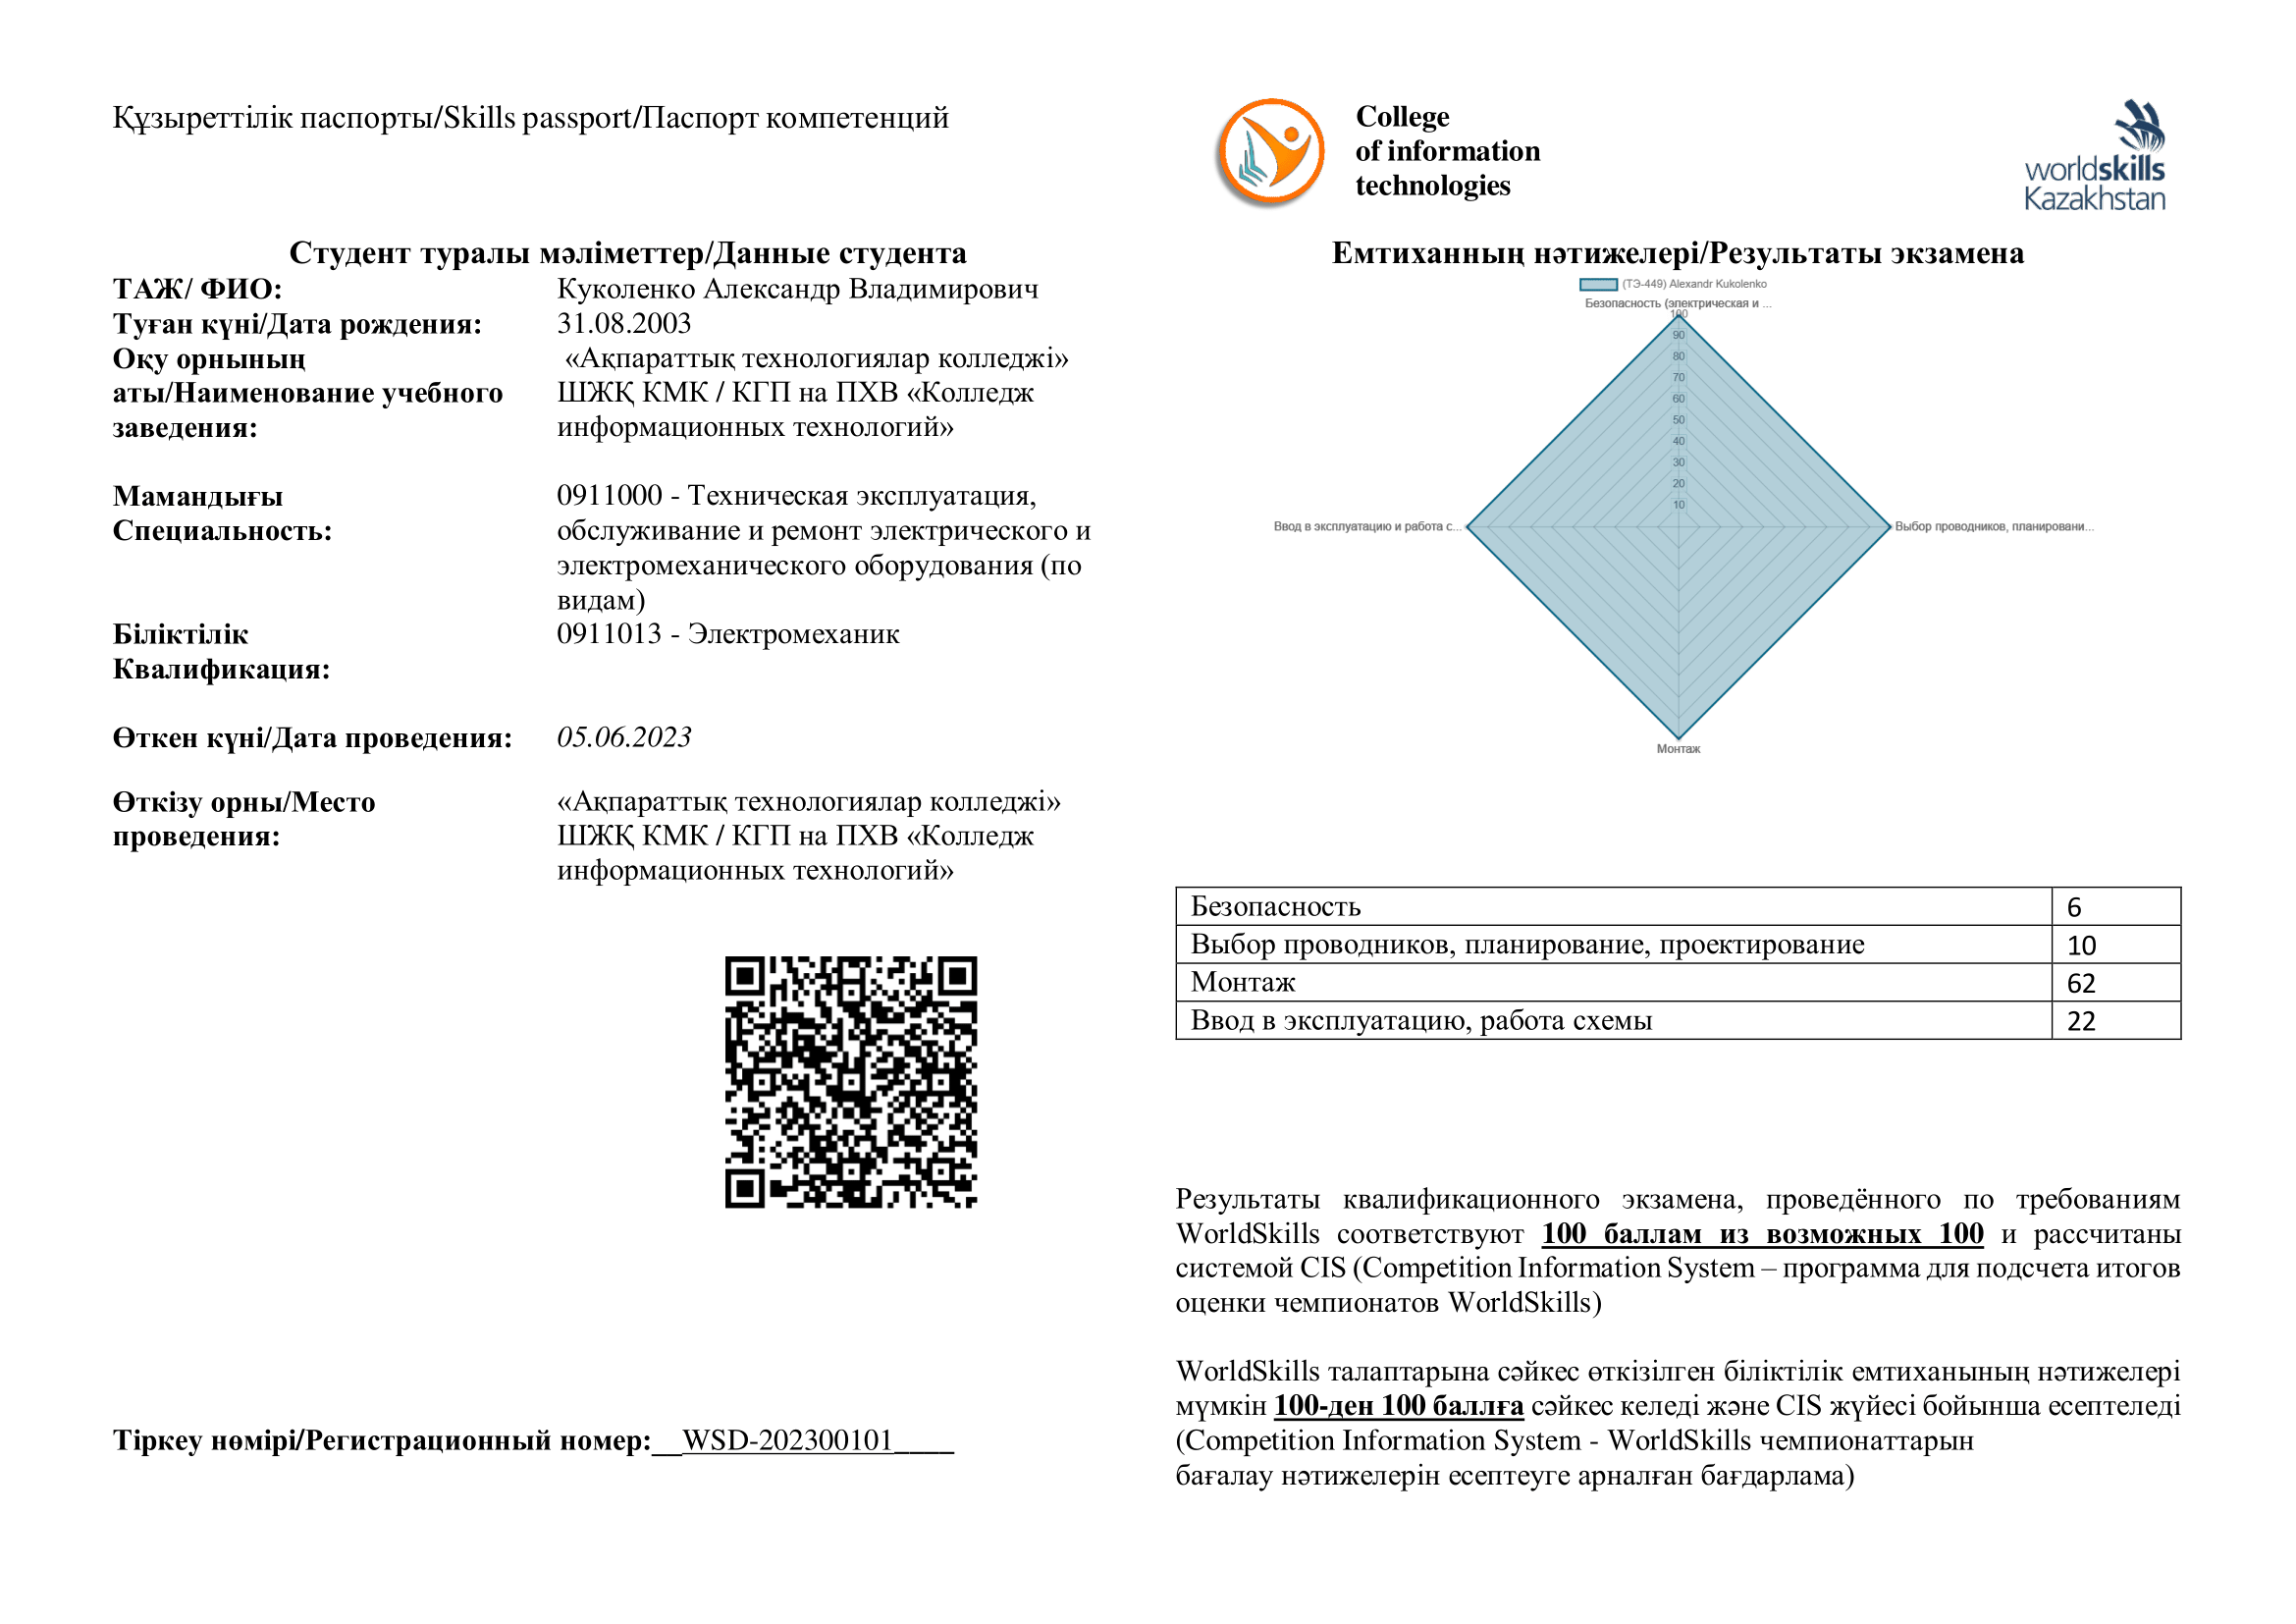 Құзыреттілік паспорты/Skills passport/Паспорт компетенций
Студент туралы мәліметтер/Данные студента
ТАЖ/ ФИО: Куколенко Александр Владимирович
Туған күні/Дата рождения: 31.08.2003
Оқу орнының аты/Наименование учебного заведения:
«Ақпараттық технологиялар колледжі»
ШЖҚ КМК / КГП на ПХВ «Колледж
информационных технологий»
Мамандығы
Специальность:
0911000 - Техническая эксплуатация,
обслуживание и ремонт электрического и
электромеханического оборудования (по
видам)
Біліктілік
Квалификация:
0911013 - Электромеханик
Өткен күні/Дата проведения: 05.06.2023
Өткізу орны/Место
проведения:
«Ақпараттық технологиялар колледжі»
ШЖҚ КМК / КГП на ПХВ «Колледж
информационных технологий»
Тіркеу нөмірі/Регистрационный номер:__WSD-202300101____
College
of information
technologies
worldskills
Kazakhstan
Емтиханның нәтижелері/Результаты экзамена
(ТЭ-449) Alexandr Kukolenko
Безопасность (электрическая и ...
100
90
80
70
60
50
40
30
20
10
Ввод в эксплуатацию и работа с...
Выбор проводников, планировани...
Монтаж
Безопасность 6
Выбор проводников, планирование, проектирование 10
Монтаж 62
Ввод в эксплуатацию, работа схемы 22
Результаты квалификационного экзамена, проведённого по требованиям
WorldSkills соответствуют 100 баллам из возможных 100 и рассчитаны
системой CIS (Competition Information System – программа для подсчета итогов
оценки чемпионатов WorldSkills)
WorldSkills талаптарына сәйкес өткізілген біліктілік емтиханының нәтижелері
мүмкін 100-ден 100 баллға сәйкес келеді және CIS жүйесі бойынша есептеледі
(Competition Information System - WorldSkills чемпионаттарын
бағалау нәтижелерін есептеуге арналған бағдарлама)